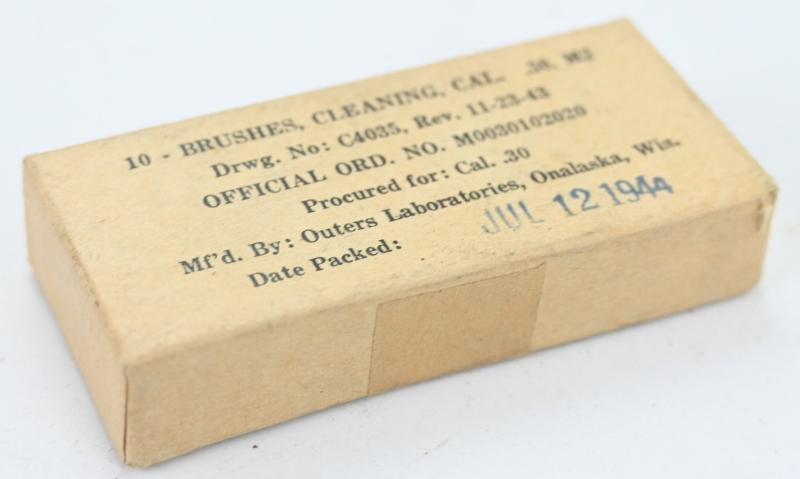 10 - BRUSHES, CLEANING, CAL. .30, M3
Drwg. No: C4035, Rev. 11-23-43
OFFICIAL ORD. NO. M0030102020
Procured for: Cal. .30
Mf'd. By: Outers Laboratories, Onalaska, Wis.
Date Packed: JUL 12 1944